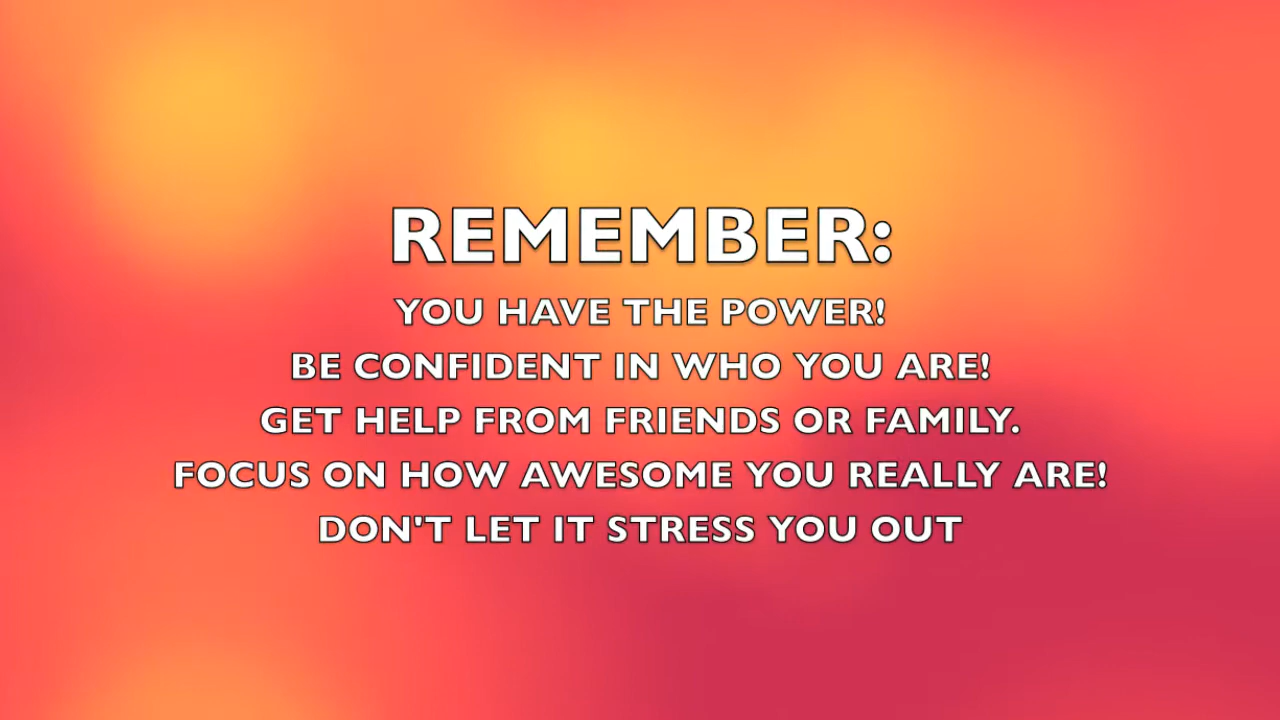 REMEMBER:
YOU HAVE THE POWER!
BE CONFIDENT IN WHO YOU ARE!
GET HELP FROM FRIENDS OR FAMILY.
FOCUS ON HOW AWESOME YOU REALLY ARE!
DON'T LET IT STRESS YOU OUT